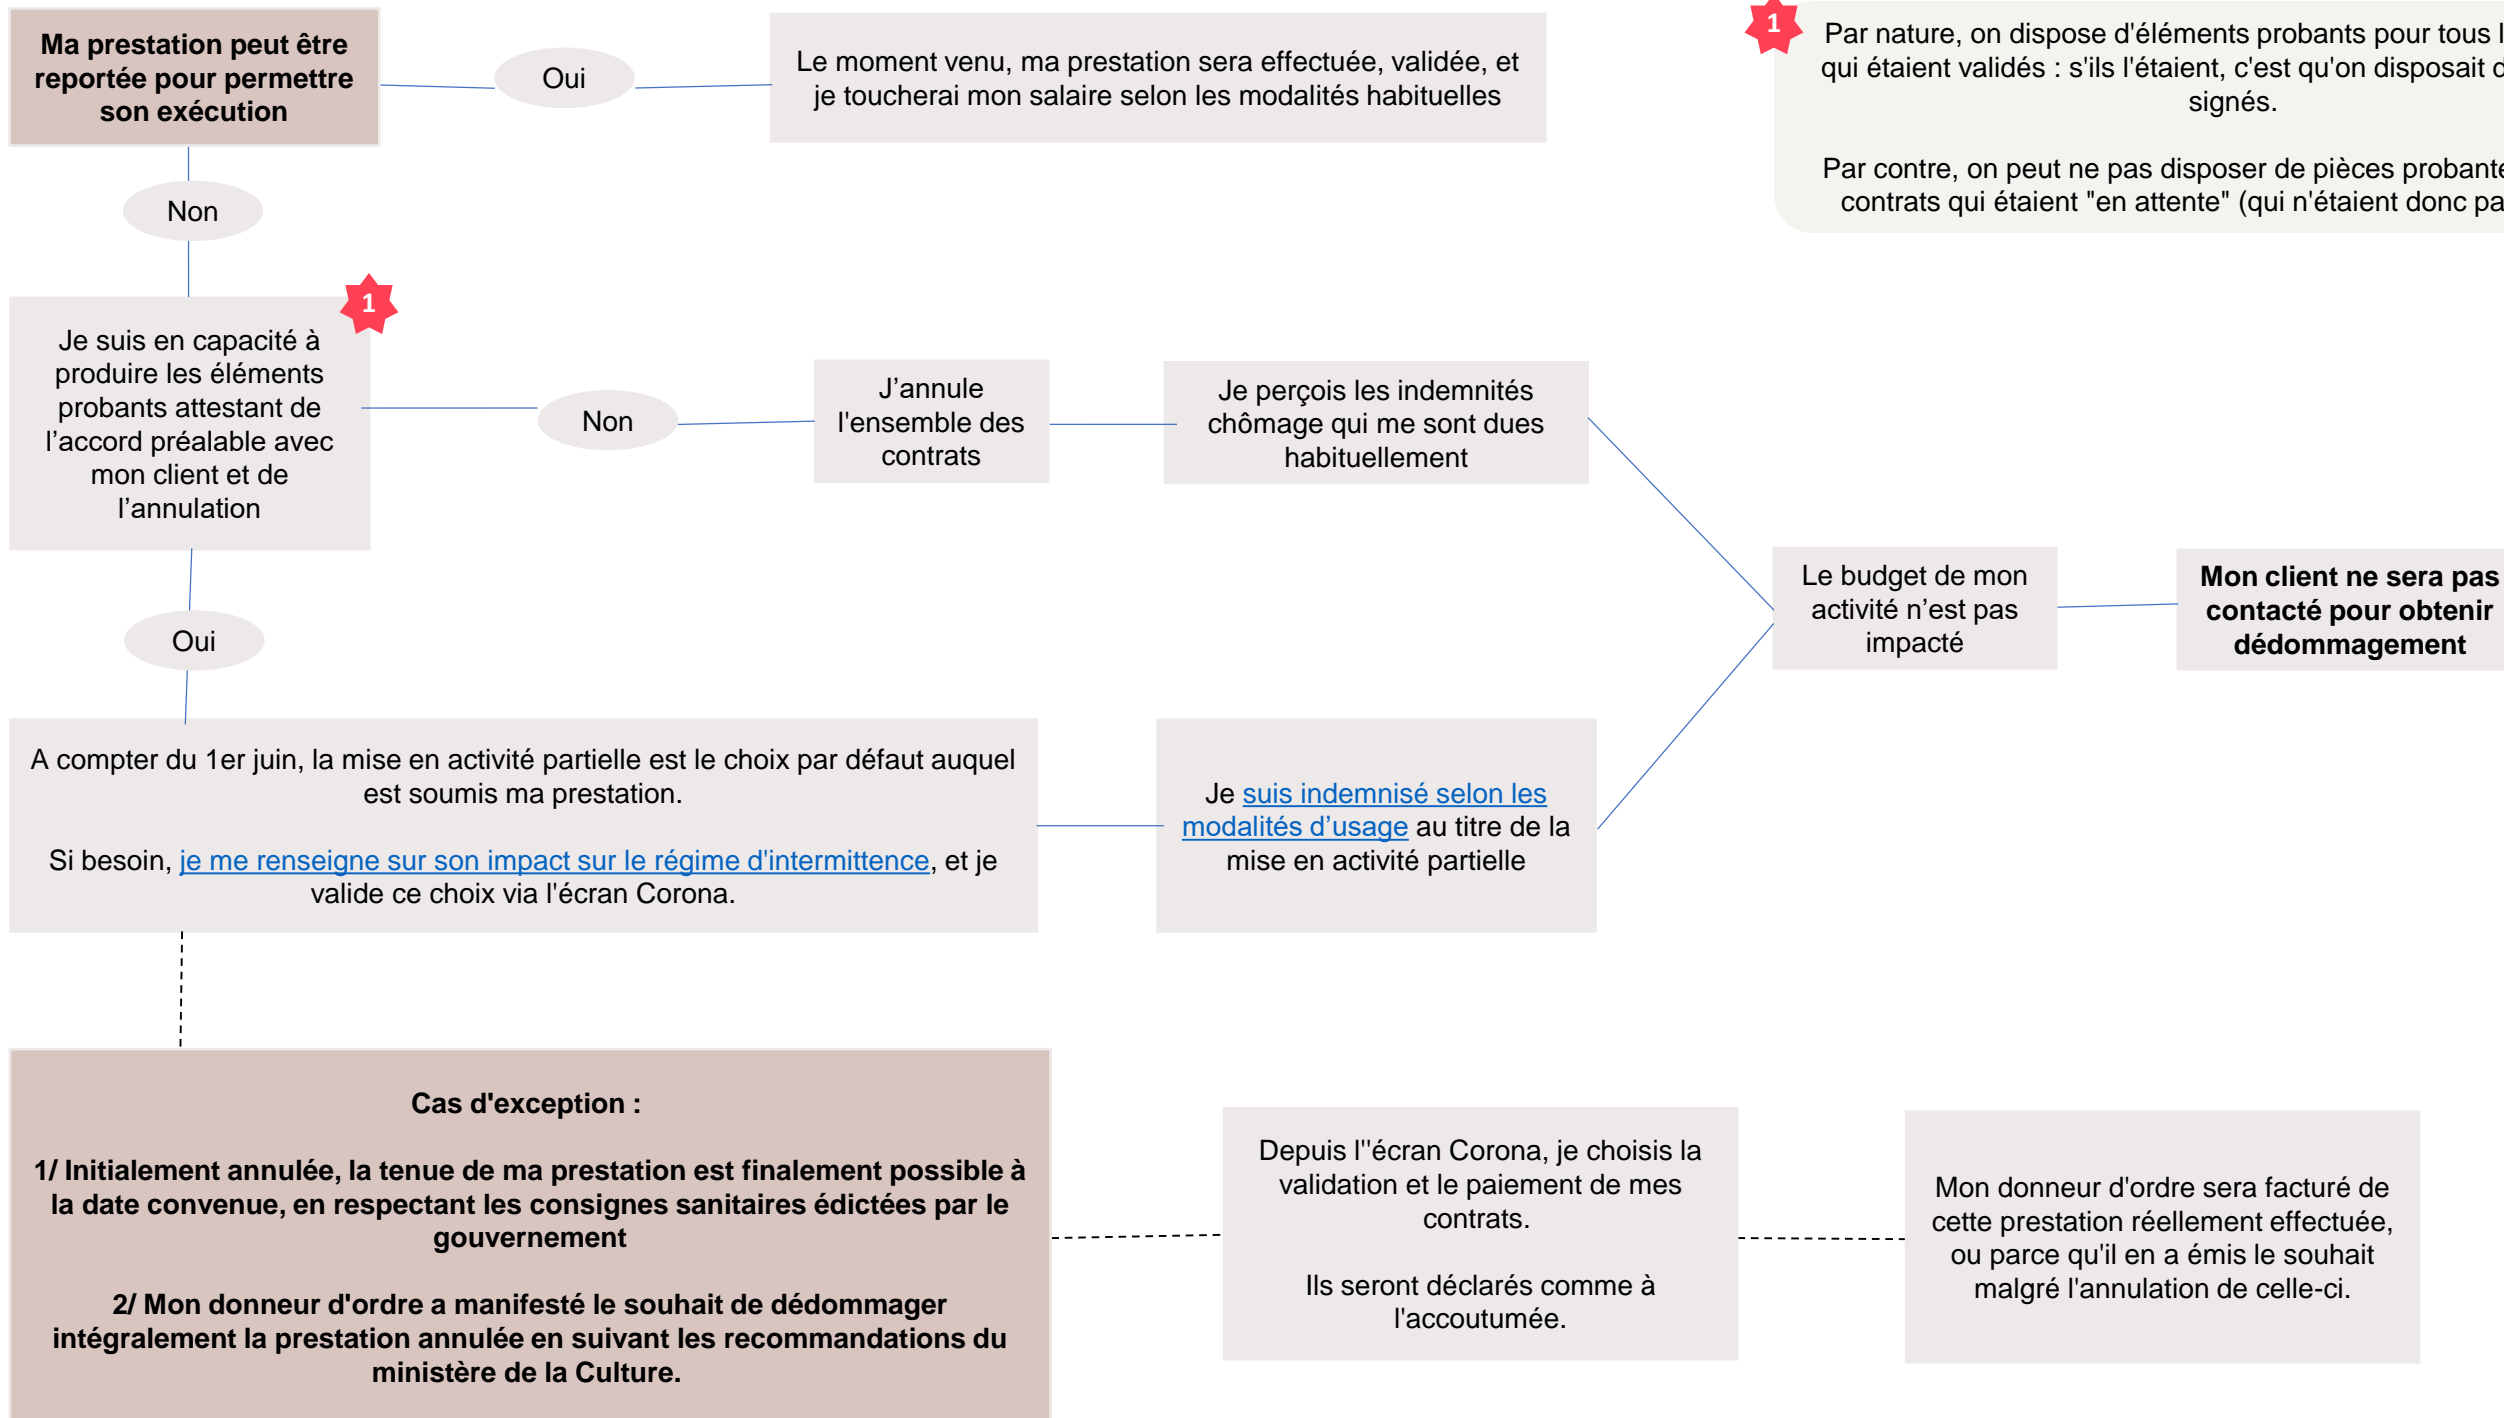 Ma prestation peut être
reportée pour permettre
son exécution
Oui
Le moment venu, ma prestation sera effectuée, validée, et
je toucherai mon salaire selon les modalités habituelles
1
Par nature, on dispose d'éléments probants pour tous
qui étaient validés : s'ils l'étaient, c'est qu'on disposait
signés.
Par contre, on peut ne pas disposer de pièces
contrats qui étaient "en attente" (qui n'étaient donc
Non
1
Je suis en capacité à
produire les éléments
probants attestant de
l’accord préalable avec
mon client et de
l’annulation
Non
J’annule
l'ensemble des
contrats
Je perçois les indemnités
chômage qui me sont dues
habituellement
Le budget de mon
activité n’est pas
impacté
Mon client ne sera pas
contacté pour obtenir
dédommagement
Oui
A compter du 1er juin, la mise en activité partielle est le choix par défaut auquel
est soumis ma prestation.
Si besoin, je me renseigne sur son impact sur le régime d'intermittence, et je
valide ce choix via l'écran Corona.
Je suis indemnisé selon les
modalités d’usage au titre de la
mise en activité partielle
Cas d'exception :
1/ Initialement annulée, la tenue de ma prestation est finalement possible à
la date convenue, en respectant les consignes sanitaires édictées par le
gouvernement
2/ Mon donneur d'ordre a manifesté le souhait de dédommager
intégralement la prestation annulée en suivant les recommandations du
ministère de la Culture.
Depuis l''écran Corona, je choisis la
validation et le paiement de mes
contrats.
Ils seront déclarés comme à
l'accoutumée.
Mon donneur d'ordre sera facturé de
cette prestation réellement effectuée,
ou parce qu'il en a émis le souhait
malgré l'annulation de celle-ci.